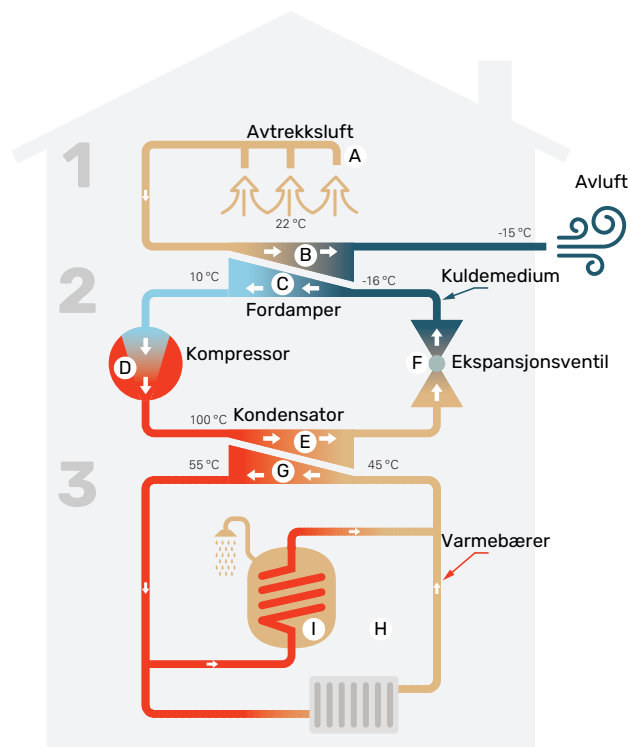 1
Avtrekksluft
A
22 °C
Avluft
-15 °C
B
2
10 °C
C
-16 °C
Kuldemedium
Fordamper
D
Kompressor
F
Ekspansjonsventil
100 °C
Kondensator
E
3
55 °C
G
45 °C
Varmebærer
I
H